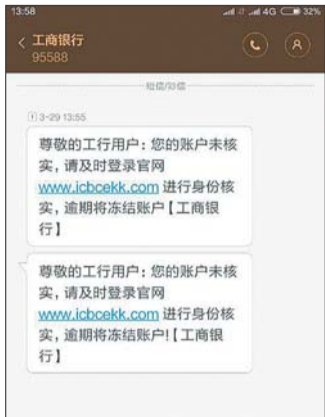 13:58 4G 32%
工商银行
95588
短信/彩信
1 3-29 13:55
尊敬的工行用户：您的账户未核
实，请及时登录官网
www.icbcekk.com 进行身份核
实，逾期将冻结账户【工商银
行】
尊敬的工行用户：您的账户未核
实，请及时登录官网
www.icbcekk.com 进行身份核
实，逾期将冻结账户!【工商银
行】